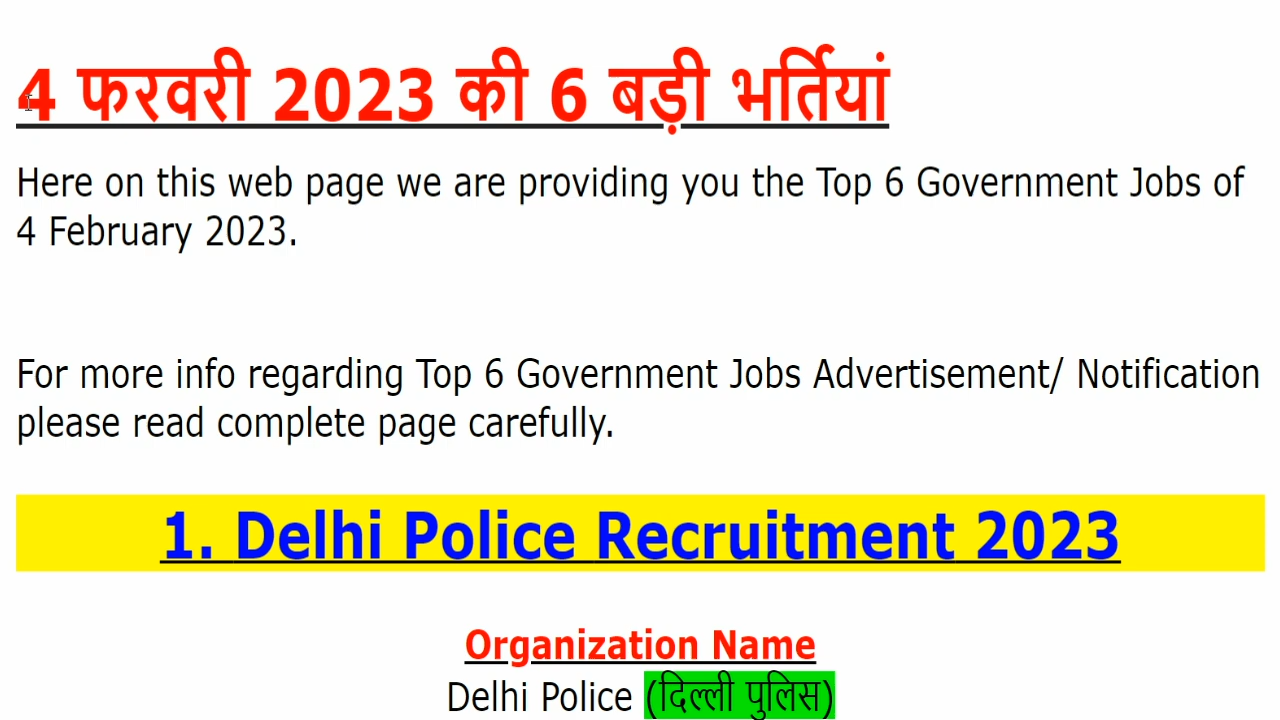 4 फरवरी 2023 की 6 बड़ी भर्तियां
Here on this web page we are providing you the Top 6 Government Jobs of
4 February 2023.
For more info regarding Top 6 Government Jobs Advertisement/ Notification
please read complete page carefully.
1. Delhi Police Recruitment 2023
Organization Name
Delhi Police (दिल्ली पुलिस)